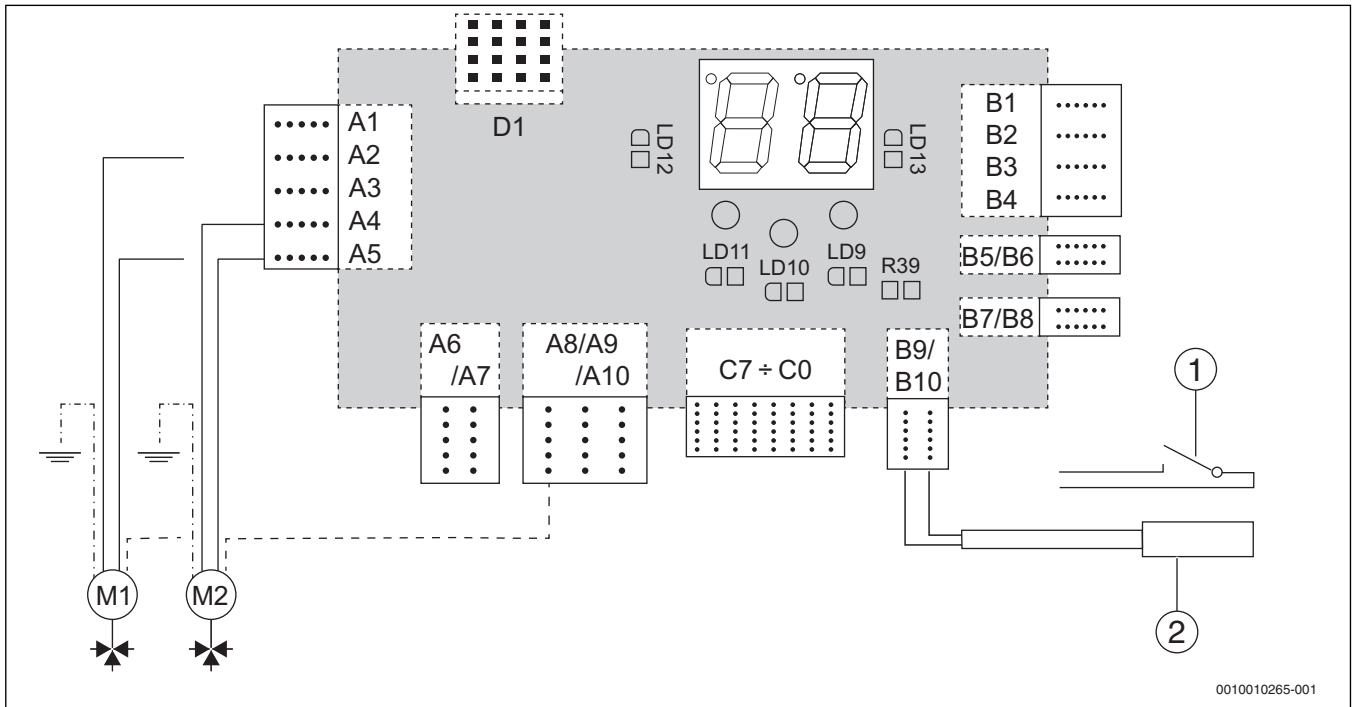 D1
A1
A2
A3
A4
A5
LD12
LD13
B1
B2
B3
B4
B5/B6
B7/B8
LD11
LD10
LD9
R39
A6
/A7
A8/A9
/A10
C7 ÷ C0
B9/
B10
1
2
M1
M2
0010010265-001